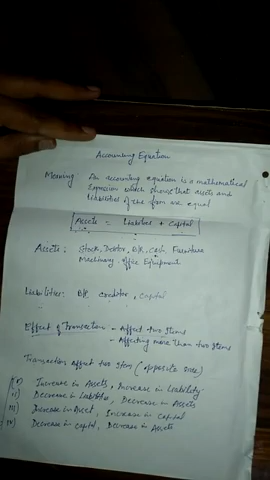 Accounting Equation
Meaning An accounting equation is a mathematical
Expression which shows that assets and
Liabilities of the firm are equal
Assets = Liabilities + Capital
Assets: Stock, Debtor, B/R, Cash, Furniture
Machinery, Office Equipment
Liabilities: B/P, Creditor, Capital
Effect of Transaction - Affect two Items
- Affecting more than two Items
Transaction affect two Item (opposite ones)
(i) Increase in Assets, Increase in Liability
ii) Decrease in Liabilities, Decrease in Assets
iii) Increase in Asset, Increase in Capital
iv) Decrease in capital, Decrease in Assets